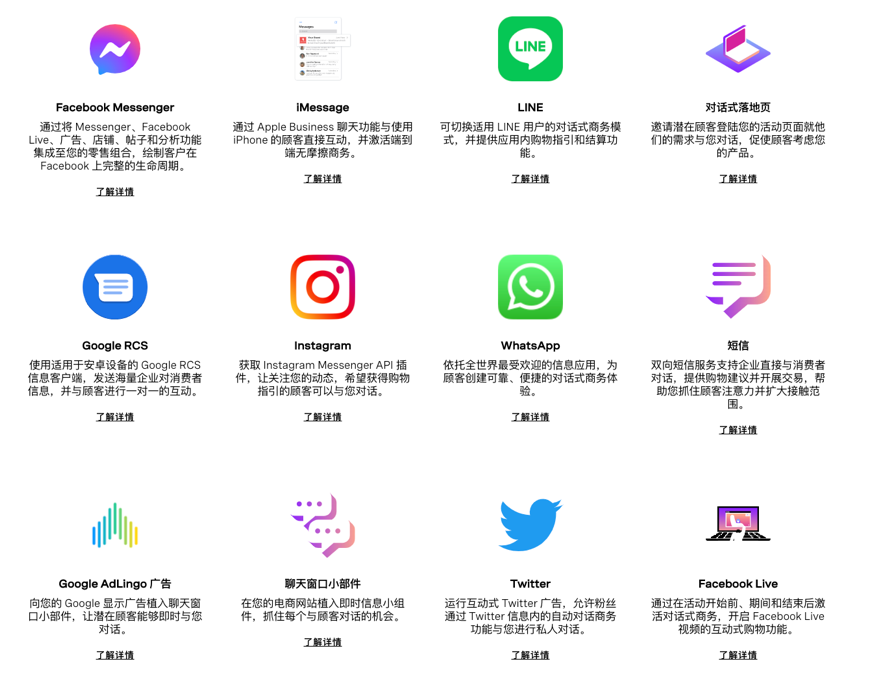 Messages
LINE
Facebook Messenger
通过将 Messenger、Facebook
Live、广告、店铺、帖子和分析功能
集成至您的零售组合，绘制客户在
Facebook 上完整的生命周期。
了解详情
iMessage
通过 Apple Business 聊天功能与使用
iPhone 的顾客直接互动，并激活端到
端无摩擦商务。
了解详情
LINE
可切换适用 LINE 用户的对话式商务模
式，并提供应用内购物指引和结算功
能。
了解详情
对话式落地页
邀请潜在顾客登陆您的活动页面就他
们的需求与您对话，促使顾客考虑您
的产品。
了解详情
Google RCS
使用适用于安卓设备的 Google RCS
信息客户端，发送海量企业对消费者
信息，并与顾客进行一对一的互动。
了解详情
Instagram
获取 Instagram Messenger API 插
件，让关注您的动态，希望获得购物
指引的顾客可以与您对话。
了解详情
WhatsApp
依托全世界最受欢迎的信息应用，为
顾客创建可靠、便捷的对话式商务体
验。
了解详情
短信
双向短信服务支持企业直接与消费者
对话，提供购物建议并开展交易，帮
助您抓住顾客注意力并扩大接触范
围。
了解详情
Google AdLingo 广告
向您的 Google 显示广告植入聊天窗
口小部件，让潜在顾客能够即时与您
对话。
了解详情
聊天窗口小部件
在您的电商网站植入即时信息小组
件，抓住每个与顾客对话的机会。
了解详情
Twitter
运行互动式 Twitter 广告，允许粉丝
通过 Twitter 信息内的自动对话商务
功能与您进行私人对话。
了解详情
Facebook Live
通过在活动开始前、期间和结束后激
活对话式商务，开启 Facebook Live
视频的互动式购物功能。
了解详情